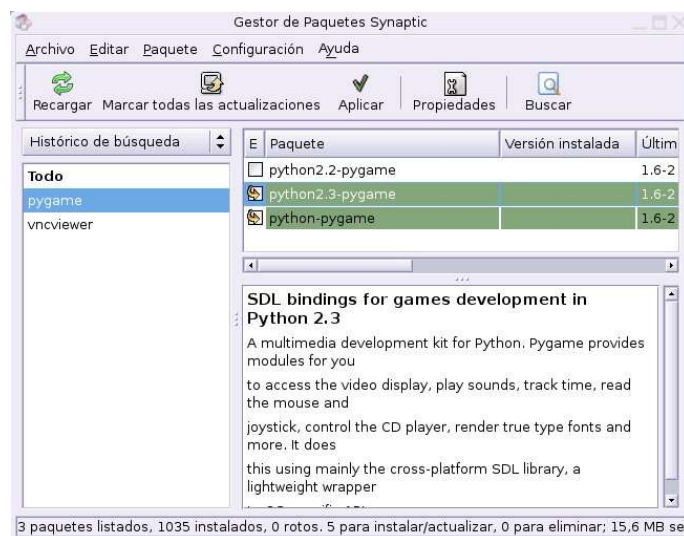 Gestor de Paquetes Synaptic
Archivo Editar Paquete Configuración Ayuda
Recargar Marcar todas las actualizaciones Aplicar Propiedades Buscar
Histórico de búsqueda
Todo
pygame
vncviewer
E Paquete Versión instalada Últim
python2.2-pygame 1.6-2
python2.3-pygame 1.6-2
python-pygame 1.6-2
SDL bindings for games development in
Python 2.3
A multimedia development kit for Python. Pygame provides
modules for you
to access the video display, play sounds, track time, read
the mouse and
joystick, control the CD player, render true type fonts and
more. It does
this using mainly the cross-platform SDL library, a
lightweight wrapper
3 paquetes listados, 1035 instalados, 0 rotos. 5 para instalar/actualizar, 0 para eliminar; 15,6 MB se